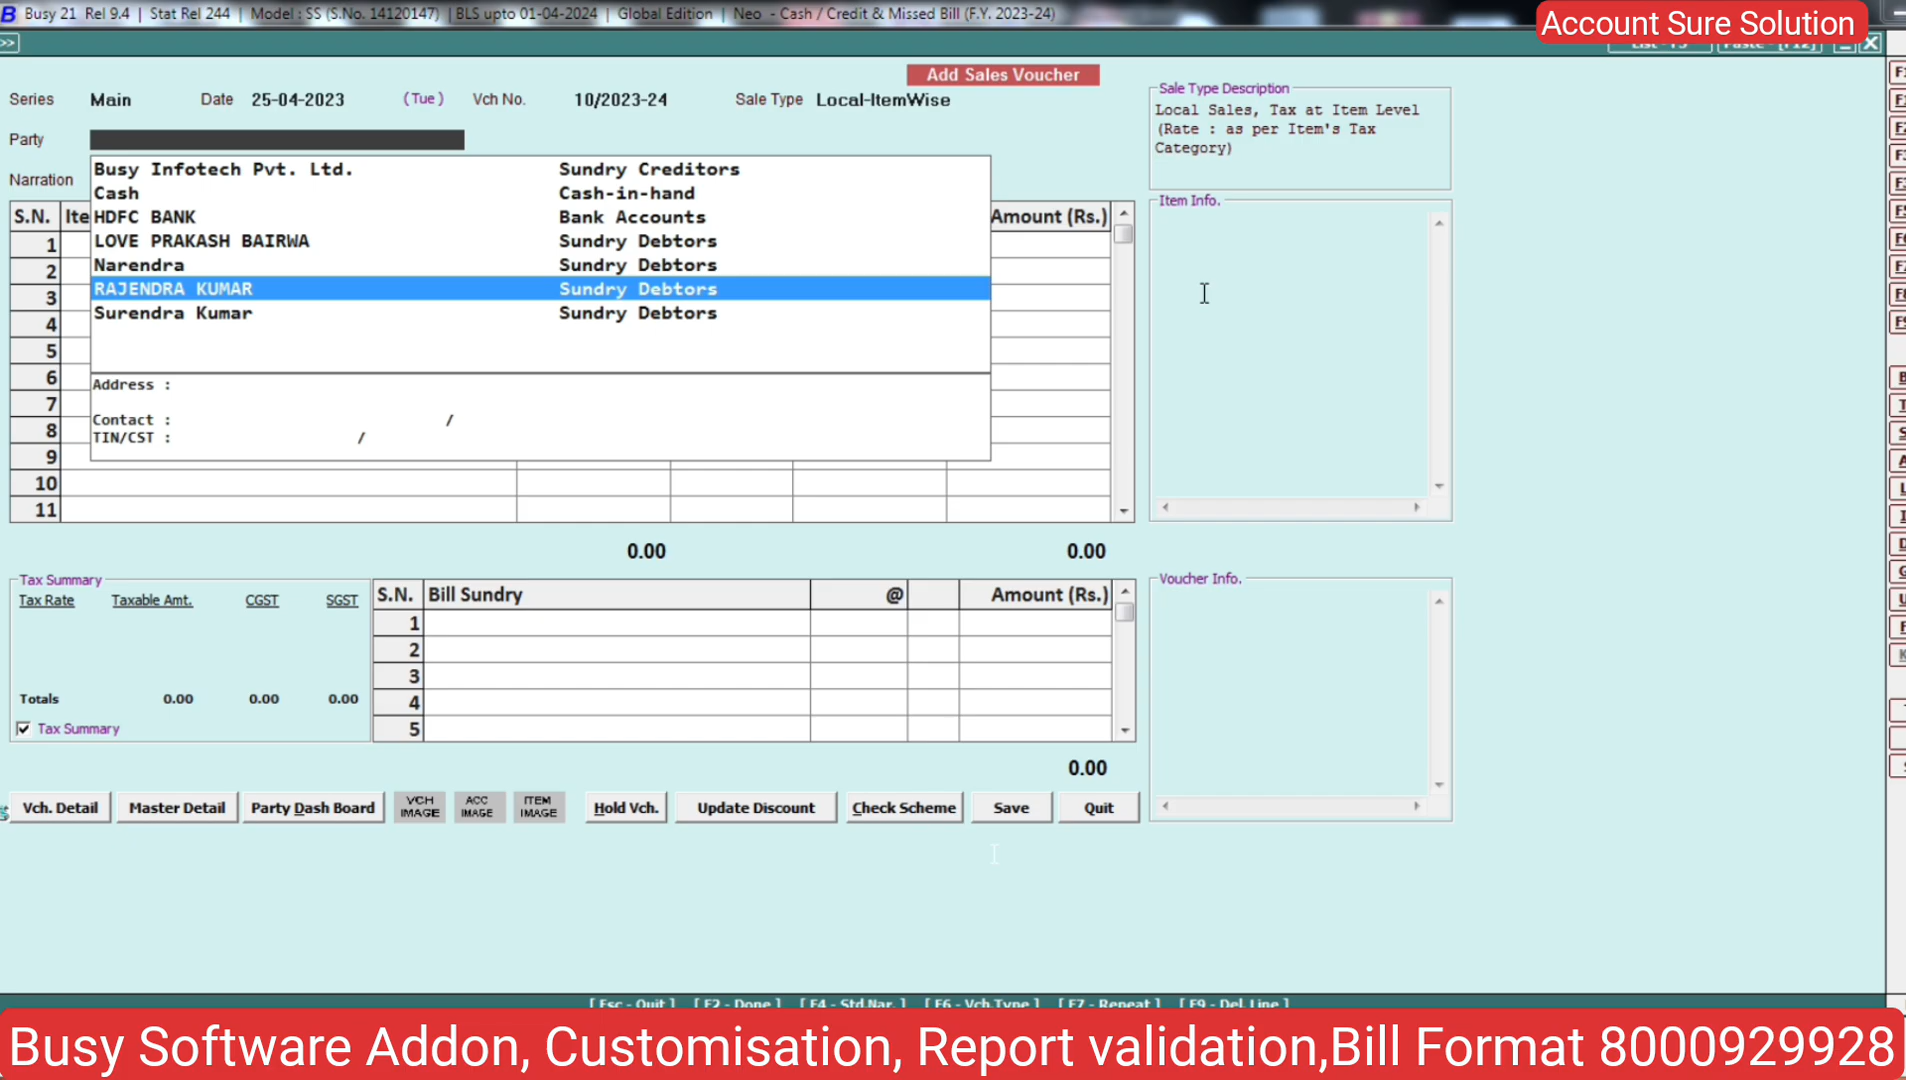 Busy 21 Rel 9.4 | Stat Rel 244 | Model : SS (S.No. 14120147) | BLS upto 01-04-2024 | Global Edition | Neo - Cash / Credit & Missed Bill (F.Y. 2023-24)
Account Sure Solution
>>
Add Sales Voucher
Series Main Date 25-04-2023 (Tue) Vch No. 10/2023-24 Sale Type Local-ItemWise
Party
Narration
Sale Type Description
Local Sales, Tax at Item Level
(Rate : as per Item's Tax
Category)
Busy Infotech Pvt. Ltd. Sundry Creditors
Cash Cash-in-hand
HDFC BANK Bank Accounts
LOVE PRAKASH BAIRWA Sundry Debtors
Narendra Sundry Debtors
RAJENDRA KUMAR Sundry Debtors
Surendra Kumar Sundry Debtors
Address :
Contact : /
TIN/CST : /
S.N. Ite Amount (Rs.)
1
2
3
4
5
6
7
8
9
10
11
Item Info.
0.00 0.00
Tax Summary
Tax Rate Taxable Amt. CGST SGST
Totals 0.00 0.00 0.00
Tax Summary
S.N. Bill Sundry @ Amount (Rs.)
1
2
3
4
5
0.00
Voucher Info.
Vch. Detail Master Detail Party Dash Board VCH IMAGE ACC IMAGE ITEM IMAGE Hold Vch. Update Discount Check Scheme Save Quit
[ Esc - Quit ] [ F2 - Done ] [ F4 - Std.Nar. ] [ F6 - Vch.Type ] [ F7 - Repeat ] [ F9 - Del. Line ]
Busy Software Addon, Customisation, Report validation,Bill Format 8000929928